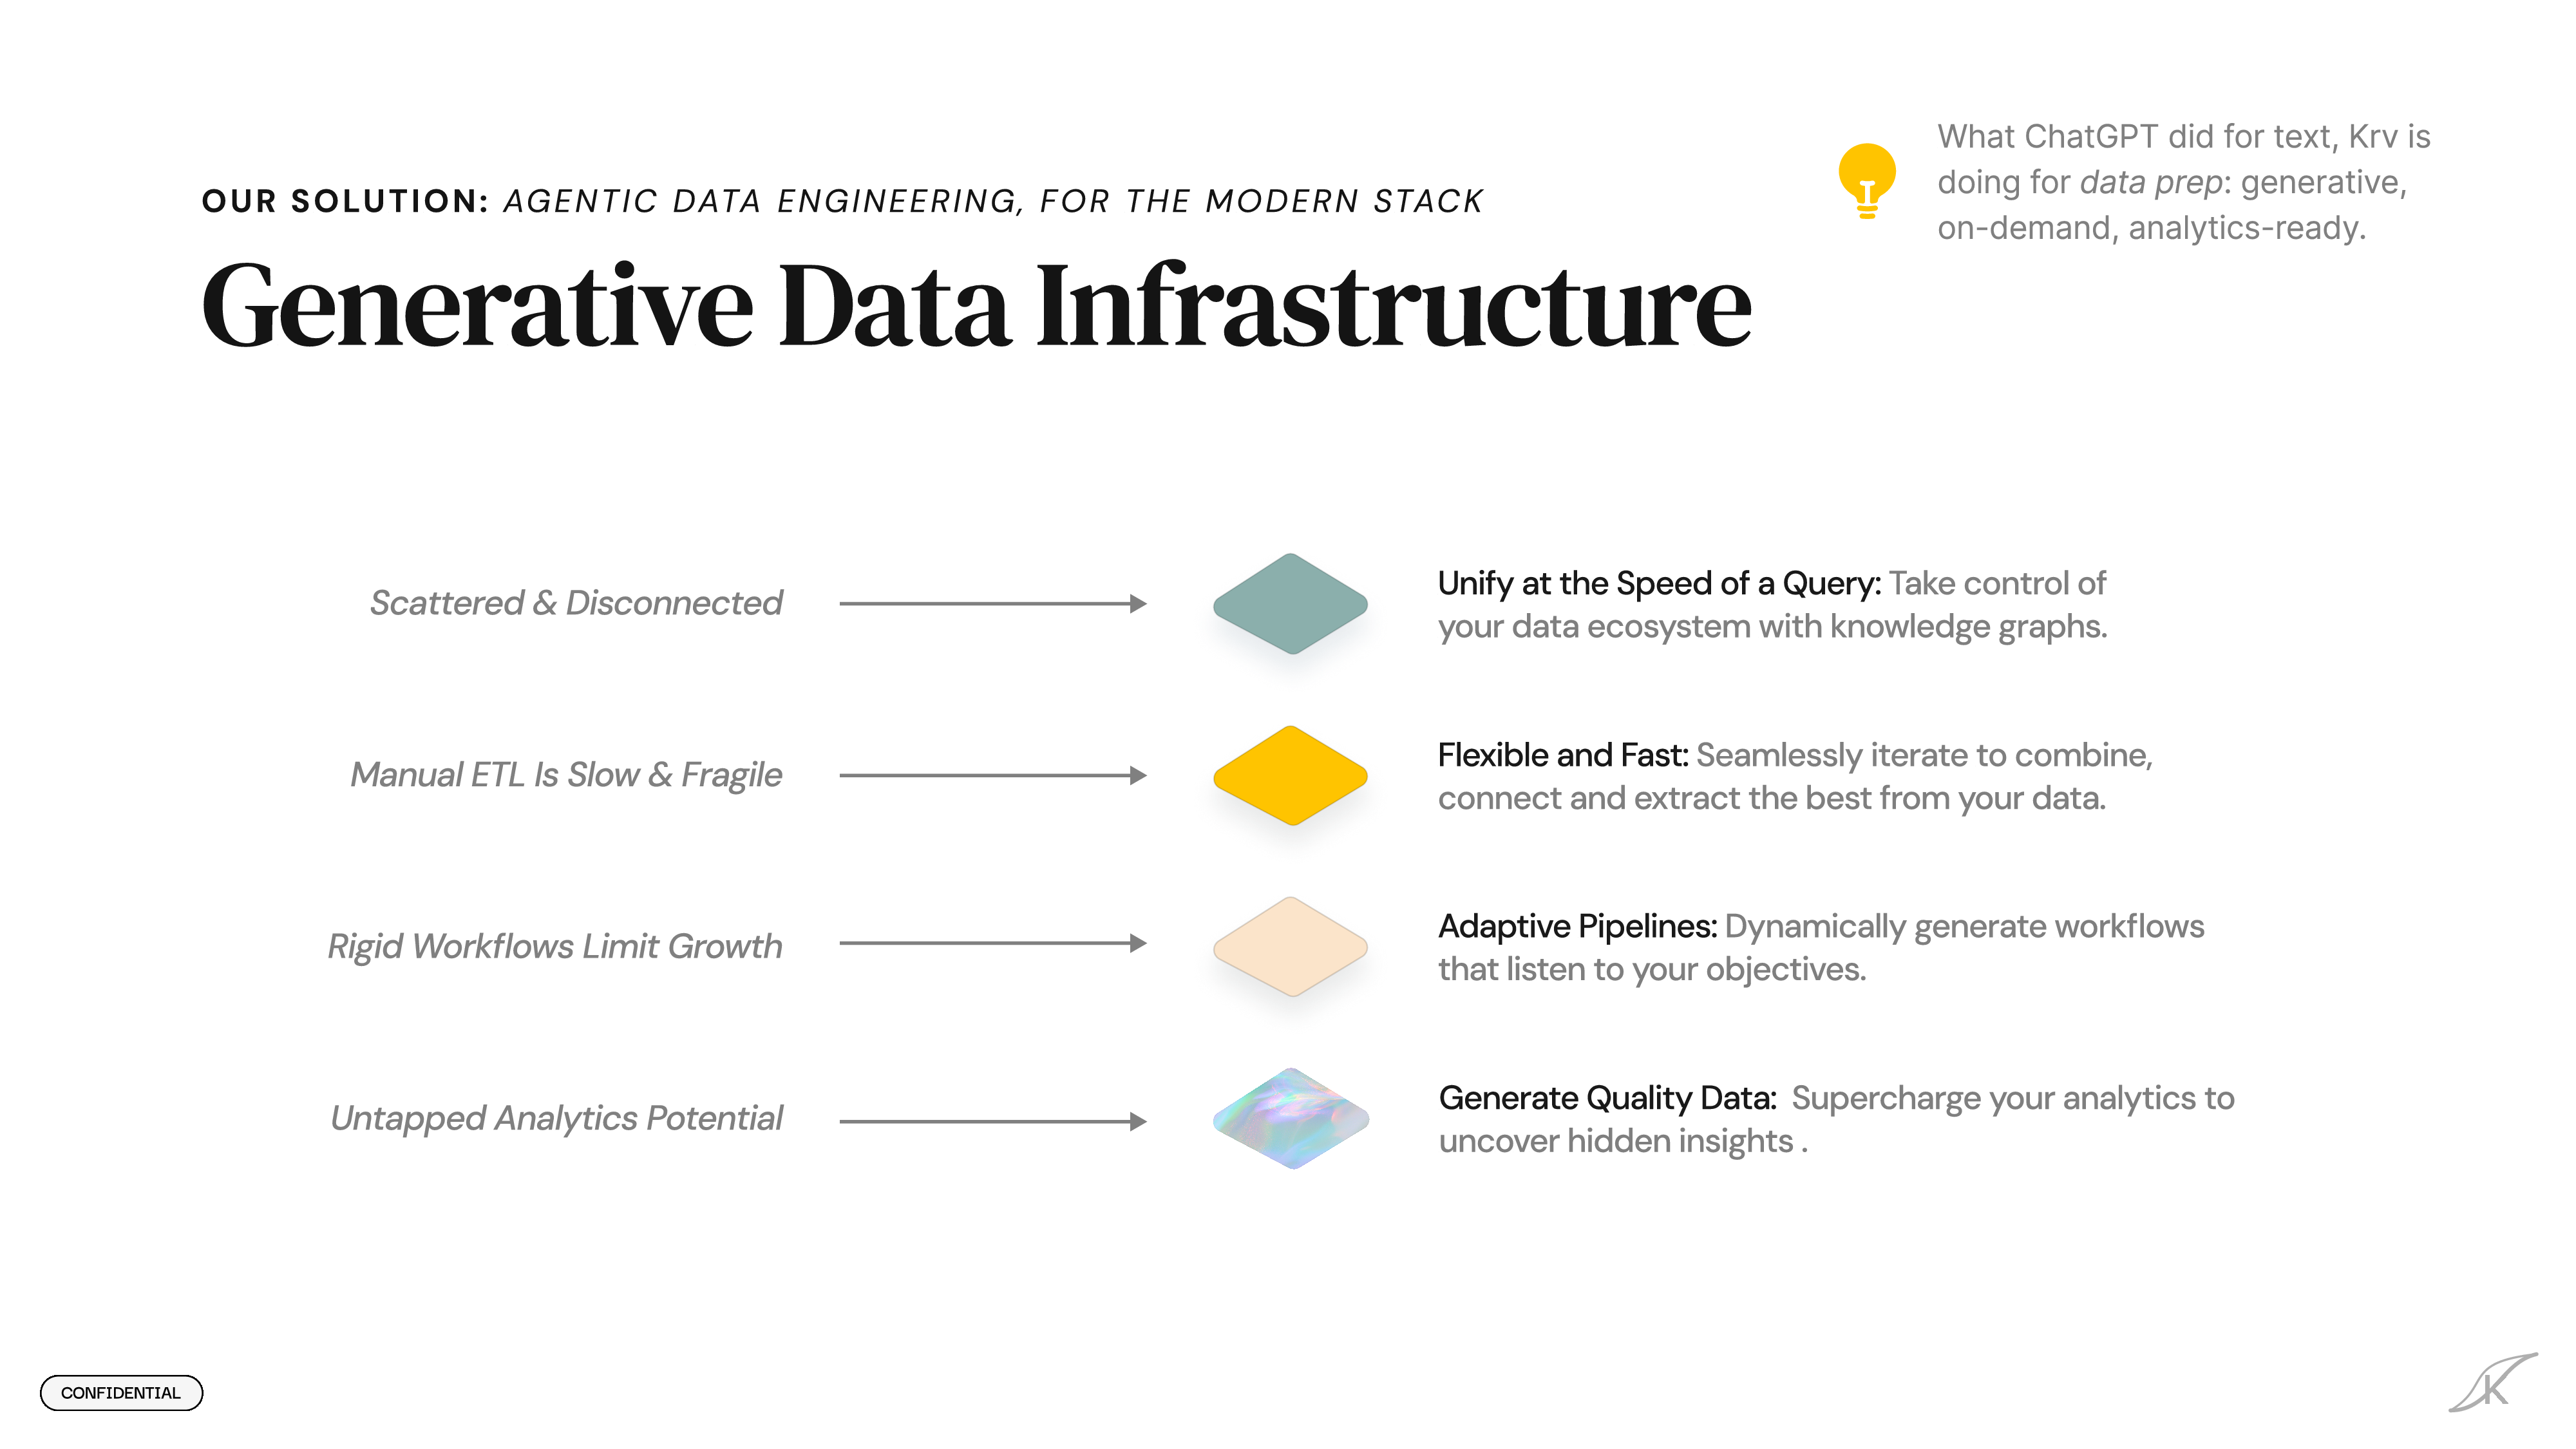 What ChatGPT did for text, Krv is
doing for data prep: generative,
on-demand, analytics-ready.
OUR SOLUTION: AGENTIC DATA ENGINEERING, FOR THE MODERN STACK
Generative Data Infrastructure
Scattered & Disconnected
Unify at the Speed of a Query: Take control of
your data ecosystem with knowledge graphs.
Manual ETL Is Slow & Fragile
Flexible and Fast: Seamlessly iterate to combine,
connect and extract the best from your data.
Rigid Workflows Limit Growth
Adaptive Pipelines: Dynamically generate workflows
that listen to your objectives.
Untapped Analytics Potential
Generate Quality Data:  Supercharge your analytics to
uncover hidden insights .
CONFIDENTIAL
K